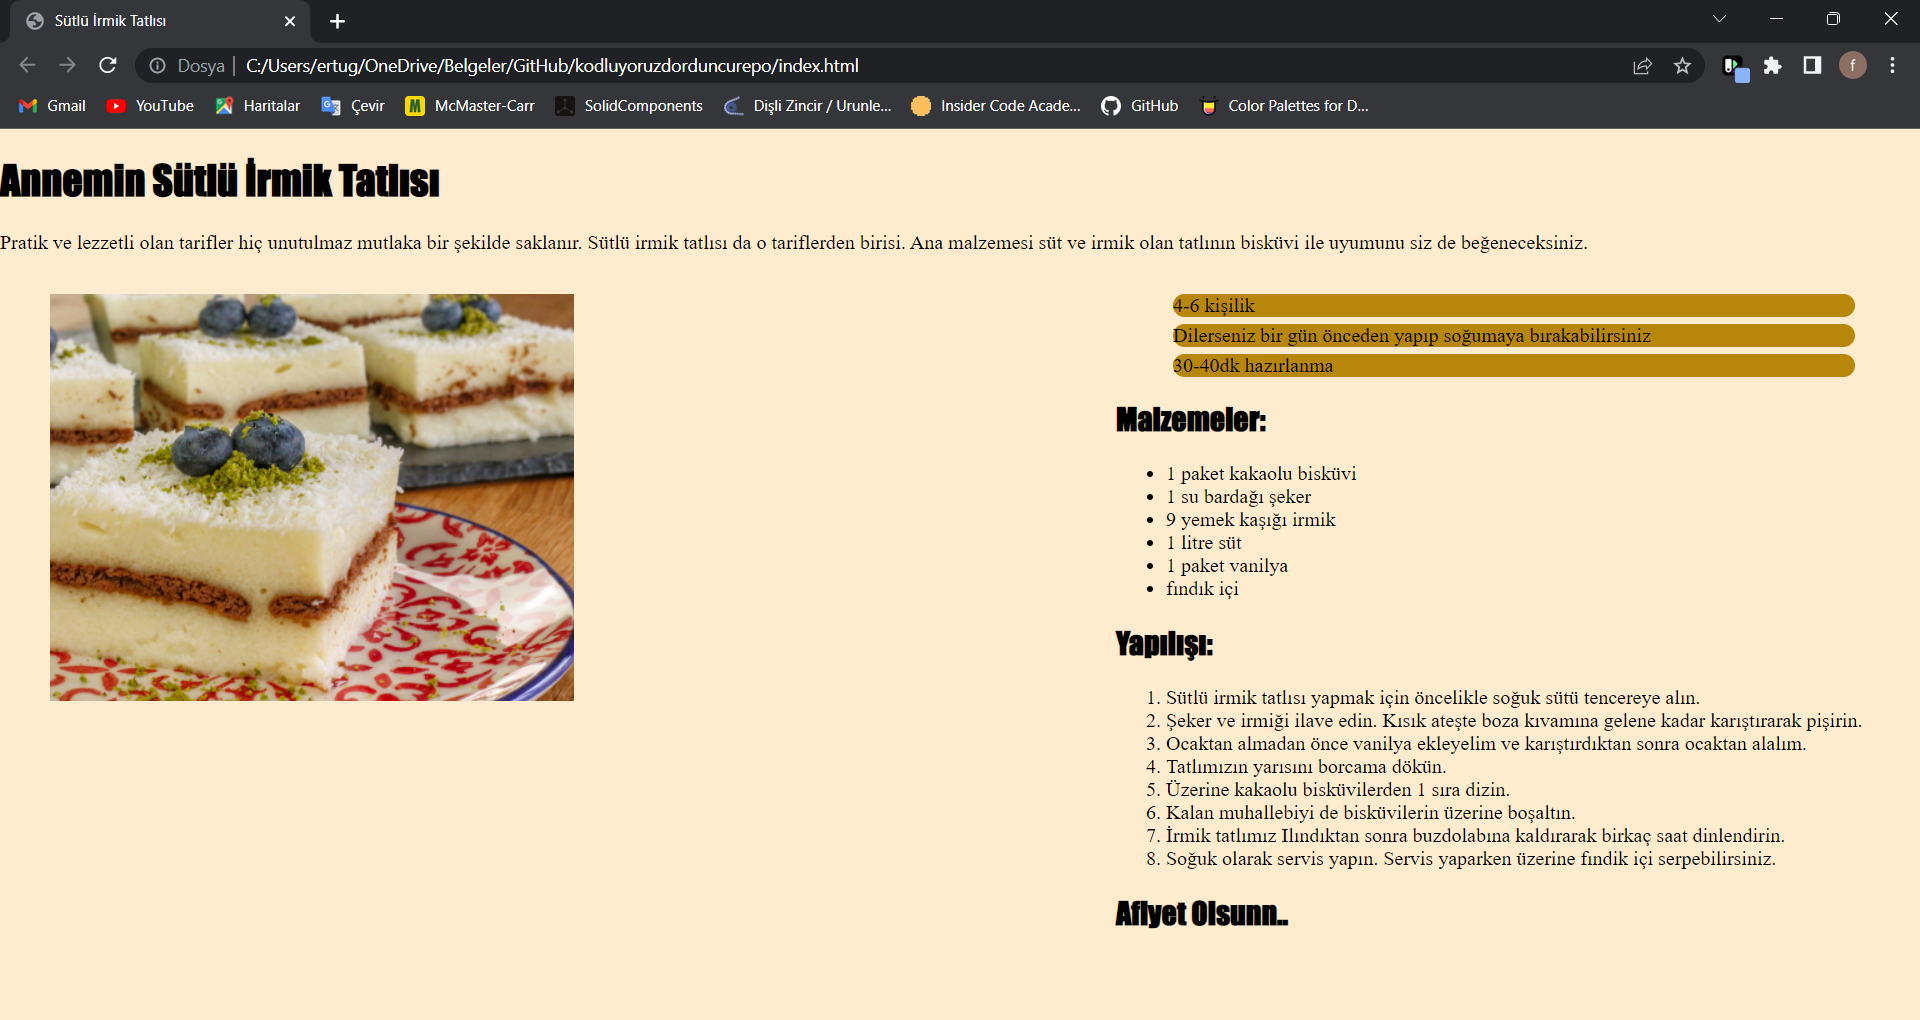 Sütlü İrmik Tatlısı
Dosya | C:/Users/ertug/OneDrive/Belgeler/GitHub/kodluyoruzdorduncurepo/index.html
f
Gmail YouTube Haritalar Çevir McMaster-Carr SolidComponents Dişli Zincir / Urunle... Insider Code Acade... GitHub Color Palettes for D...
Annemin Sütlü İrmik Tatlısı
Pratik ve lezzetli olan tarifler hiç unutulmaz mutlaka bir şekilde saklanır. Sütlü irmik tatlısı da o tariflerden birisi. Ana malzemesi süt ve irmik olan tatlının bisküvi ile uyumunu siz de beğeneceksiniz.
4-6 kişilik
Dilerseniz bir gün önceden yapıp soğumaya bırakabilirsiniz
30-40dk hazırlanma
Malzemeler:
• 1 paket kakaolu bisküvi
• 1 su bardağı şeker
• 9 yemek kaşığı irmik
• 1 litre süt
• 1 paket vanilya
• fındık içi
Yapılışı:
1. Sütlü irmik tatlısı yapmak için öncelikle soğuk sütü tencereye alın.
2. Şeker ve irmiği ilave edin. Kısık ateşte boza kıvamına gelene kadar karıştırarak pişirin.
3. Ocaktan almadan önce vanilya ekleyelim ve karıştırdıktan sonra ocaktan alalım.
4. Tatlımızın yarısını borcama dökün.
5. Üzerine kakaolu bisküvilerden 1 sıra dizin.
6. Kalan muhallebiyi de bisküvilerin üzerine boşaltın.
7. İrmik tatlımız Ilındıktan sonra buzdolabına kaldırarak birkaç saat dinlendirin.
8. Soğuk olarak servis yapın. Servis yaparken üzerine fındik içi serpebilirsiniz.
Afiyet Olsunn..